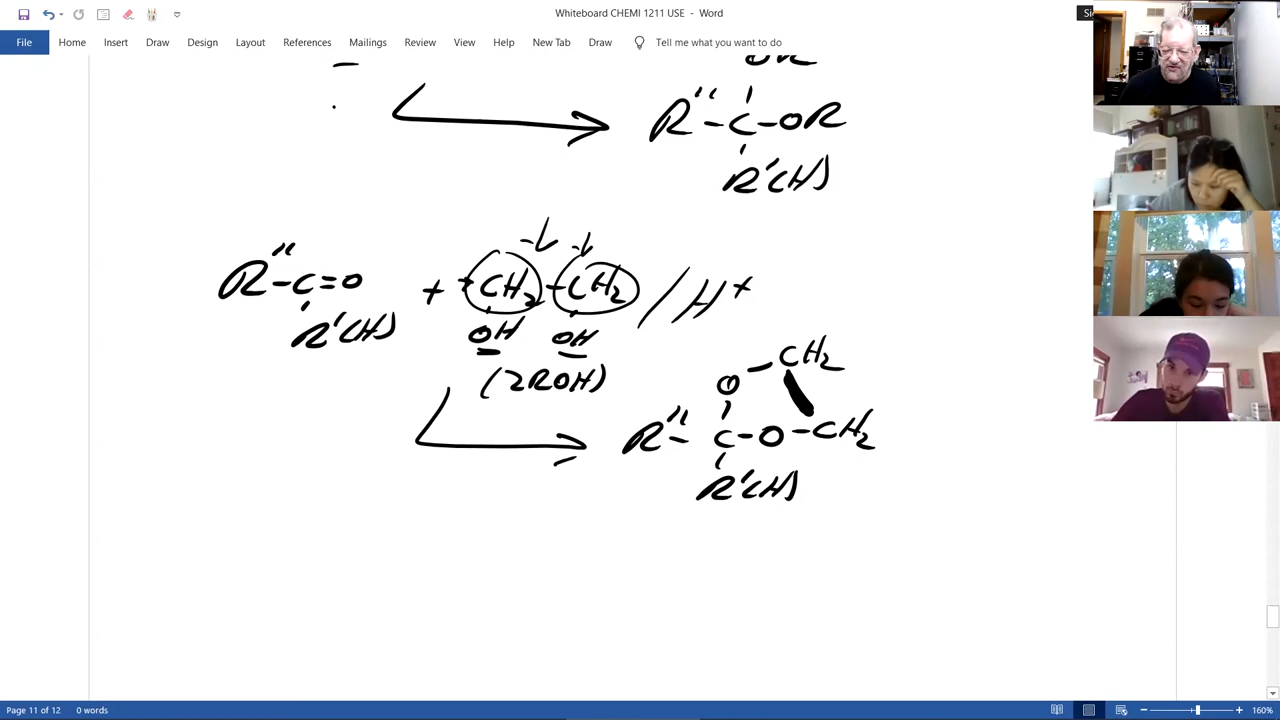 Whiteboard CHEMI 1211 USE - Word
File Home Insert Draw Design Layout References Mailings Review View Help New Tab Draw Tell me what you want to do
OR
R'' - C - OR
R'(H)
R'' - C = O + CH2 - CH2 / H+
R'(H) OH OH
(2ROH)
O - CH2
R'' - C - O - CH2
R'(H)
Page 11 of 12 0 words 160%